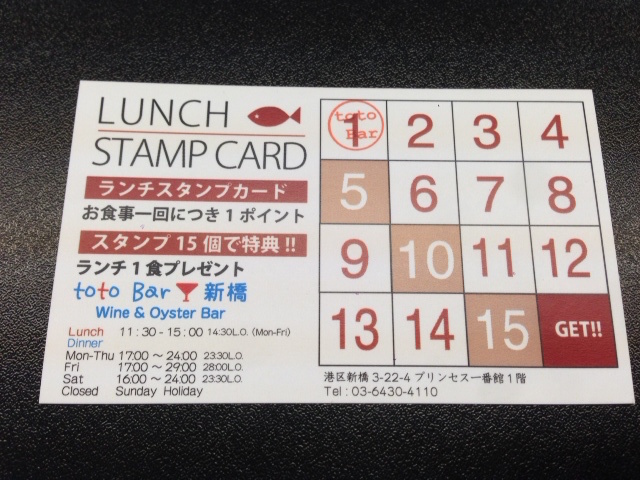 LUNCH
STAMP CARD
ランチスタンプカード
お食事一回につき1ポイント
スタンプ15個で特典!!
ランチ1食プレゼント
toto Bar 新橋
Wine & Oyster Bar
Lunch 11:30-15:00 14:30L.O. (Mon-Fri)
Dinner
Mon-Thu 17:00～24:00 23:30L.O.
Fri 17:00～29:00 28:00L.O.
Sat 16:00～24:00 23:30L.O.
Closed Sunday Holiday
1 2 3 4
toto Bar
5 6 7 8
9 10 11 12
13 14 15 GET!!
港区新橋 3-22-4 プリンセス一番館1階
Tel : 03-6430-4110